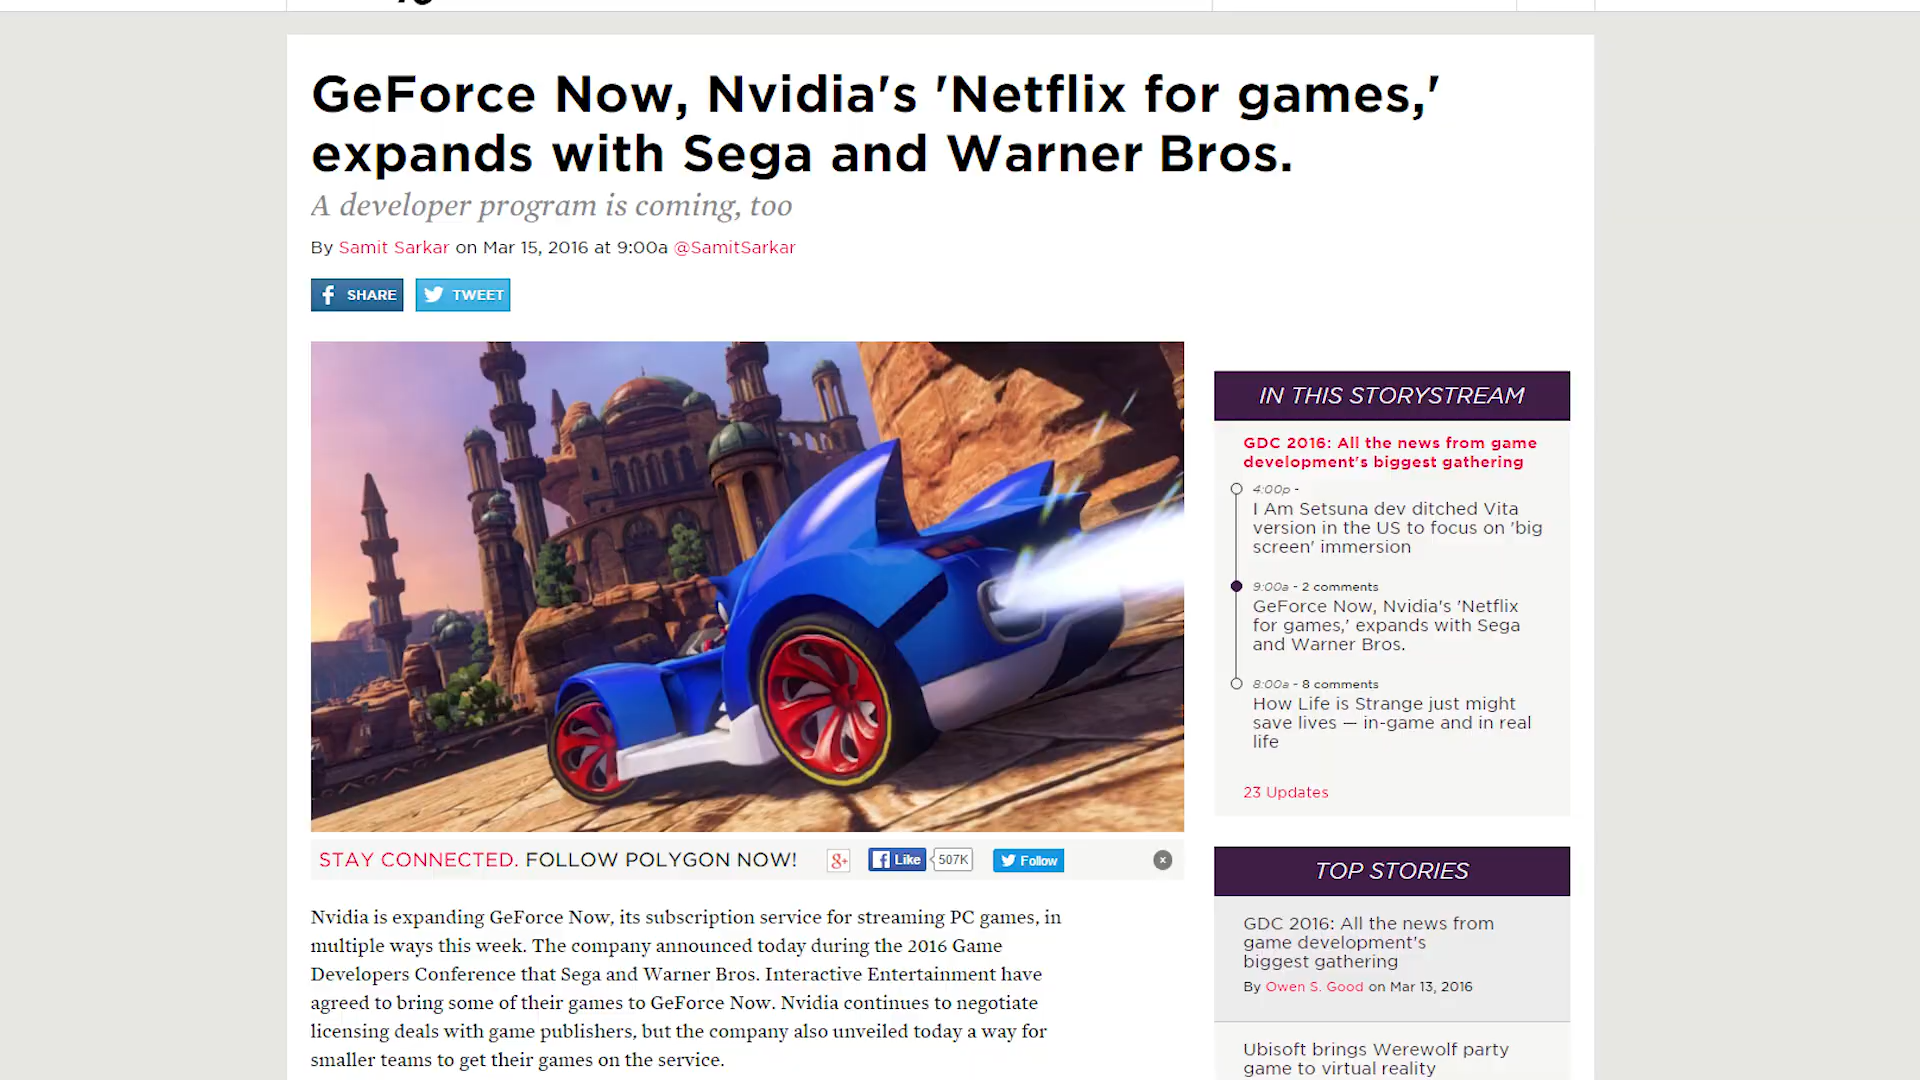 GeForce Now, Nvidia's 'Netflix for games,'
expands with Sega and Warner Bros.
A developer program is coming, too
By Samit Sarkar on Mar 15, 2016 at 9:00a @SamitSarkar
SHARE
TWEET
STAY CONNECTED. FOLLOW POLYGON NOW!
8+
Like
507K
Follow
Nvidia is expanding GeForce Now, its subscription service for streaming PC games, in
multiple ways this week. The company announced today during the 2016 Game
Developers Conference that Sega and Warner Bros. Interactive Entertainment have
agreed to bring some of their games to GeForce Now. Nvidia continues to negotiate
licensing deals with game publishers, but the company also unveiled today a way for
smaller teams to get their games on the service.
IN THIS STORYSTREAM
GDC 2016: All the news from game
development's biggest gathering
4:00p -
I Am Setsuna dev ditched Vita
version in the US to focus on 'big
screen' immersion
9:00a - 2 comments
GeForce Now, Nvidia's 'Netflix
for games,' expands with Sega
and Warner Bros.
8:00a - 8 comments
How Life is Strange just might
save lives — in-game and in real
life
23 Updates
TOP STORIES
GDC 2016: All the news from
game development's
biggest gathering
By Owen S. Good on Mar 13, 2016
Ubisoft brings Werewolf party
game to virtual reality